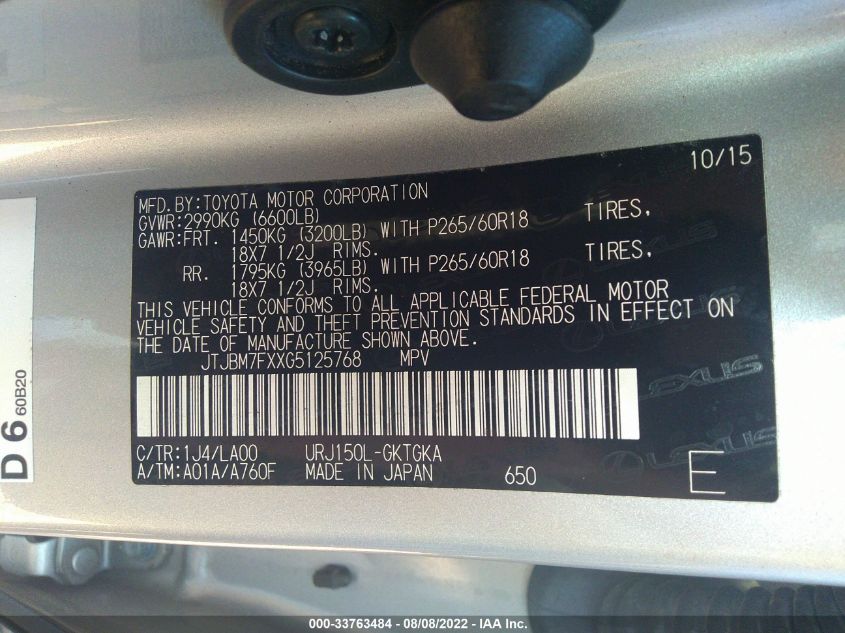 10/15
MFD.BY:TOYOTA MOTOR CORPORATION
GVWR:2990KG (6600LB)
GAWR:FRT. 1450KG (3200LB) WITH P265/60R18 TIRES,
18X7 1/2J RIMS.
RR. 1795KG (3965LB) WITH P265/60R18 TIRES,
18X7 1/2J RIMS.
THIS VEHICLE CONFORMS TO ALL APPLICABLE FEDERAL MOTOR
VEHICLE SAFETY AND THEFT PREVENTION STANDARDS IN EFFECT ON
THE DATE OF MANUFACTURE SHOWN ABOVE.
JTJBM7FXXG5125768 MPV
LEXUS
C/TR:1J4/LA00 URJ150L-GKTGKA
A/TM:A01A/A760F MADE IN JAPAN 650 E
D 6 60B20
000-33763484 - 08/08/2022 - IAA Inc.